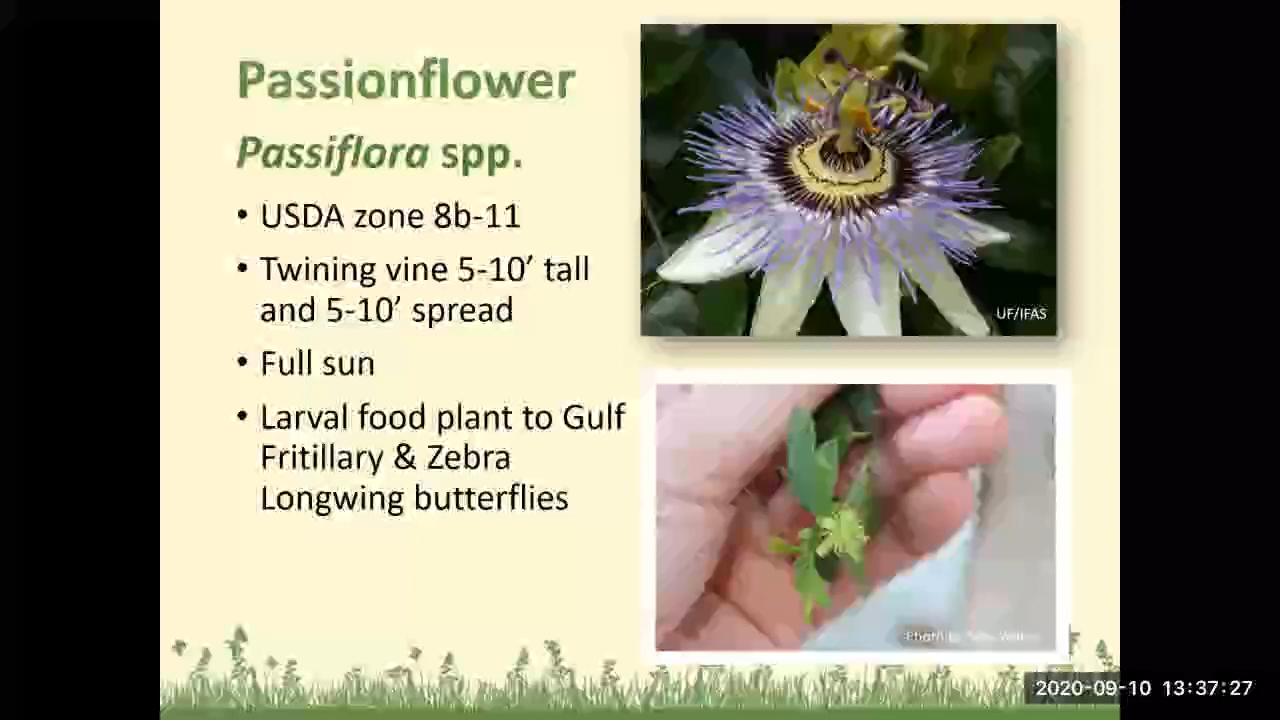 Passionflower
Passiflora spp.
• USDA zone 8b-11
• Twining vine 5-10’ tall
and 5-10’ spread
• Full sun
• Larval food plant to Gulf
Fritillary & Zebra
Longwing butterflies
UF/IFAS
2020-09-10 13:37:27